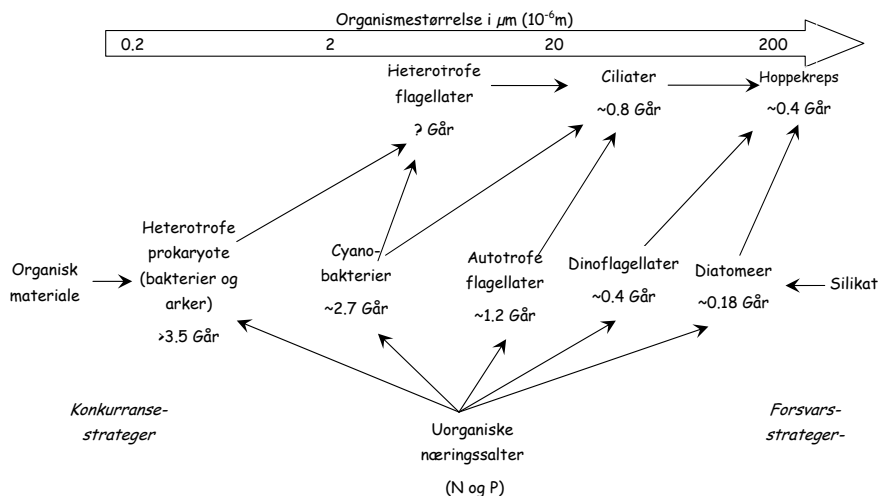 Organismestørrelse i µm (10⁻⁶m)
0.2 2 20 200
Heterotrofe
flagellater
? Går
Ciliater
~0.8 Går
Hoppekreps
~0.4 Går
Heterotrofe
prokaryote
(bakterier og
arker)
>3.5 Går
Cyano-
bakterier
~2.7 Går
Autotrofe
flagellater
~1.2 Går
Dinoflagellater
~0.4 Går
Diatomeer
~0.18 Går
Organisk
materiale
Silikat
Konkurranse-
strateger
Uorganiske
næringssalter
(N og P)
Forsvars-
strateger-